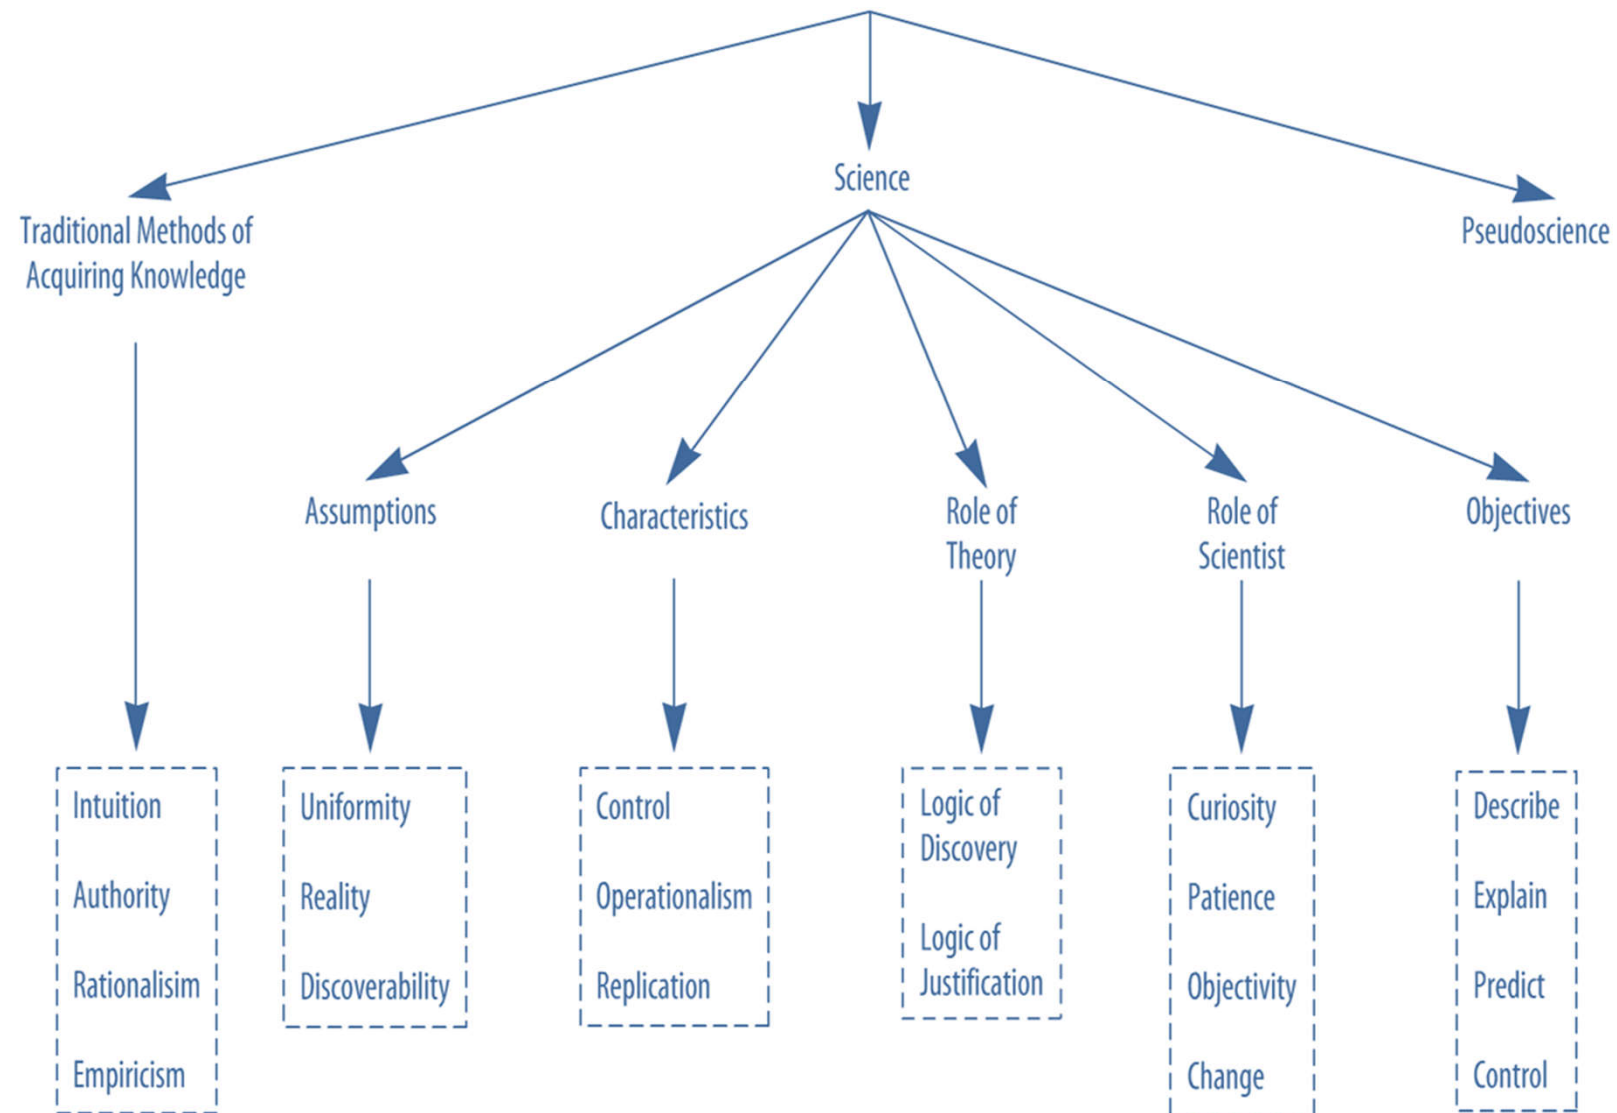 Science
Traditional Methods of
Acquiring Knowledge
Pseudoscience
Assumptions
Characteristics
Role of
Theory
Role of
Scientist
Objectives
Intuition
Authority
Rationalisim
Empiricism
Uniformity
Reality
Discoverability
Control
Operationalism
Replication
Logic of
Discovery
Logic of
Justification
Curiosity
Patience
Objectivity
Change
Describe
Explain
Predict
Control